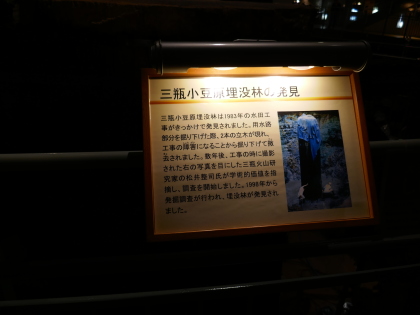 三瓶小豆原埋没林の発見
三瓶小豆原埋没林は1983年の水田工
事がきっかけで発見されました。用水路
部分を掘り下げた際、2本の立木が現れ、
工事の障害になることから掘り下げて撤
去されました。数年後、工事の時に撮影
された右の写真を目にした三瓶火山研
究家の松井整司氏が学術的価値を指
摘し、調査を開始しました。1998年から
発掘調査が行われ、埋没林が発見され
ました。